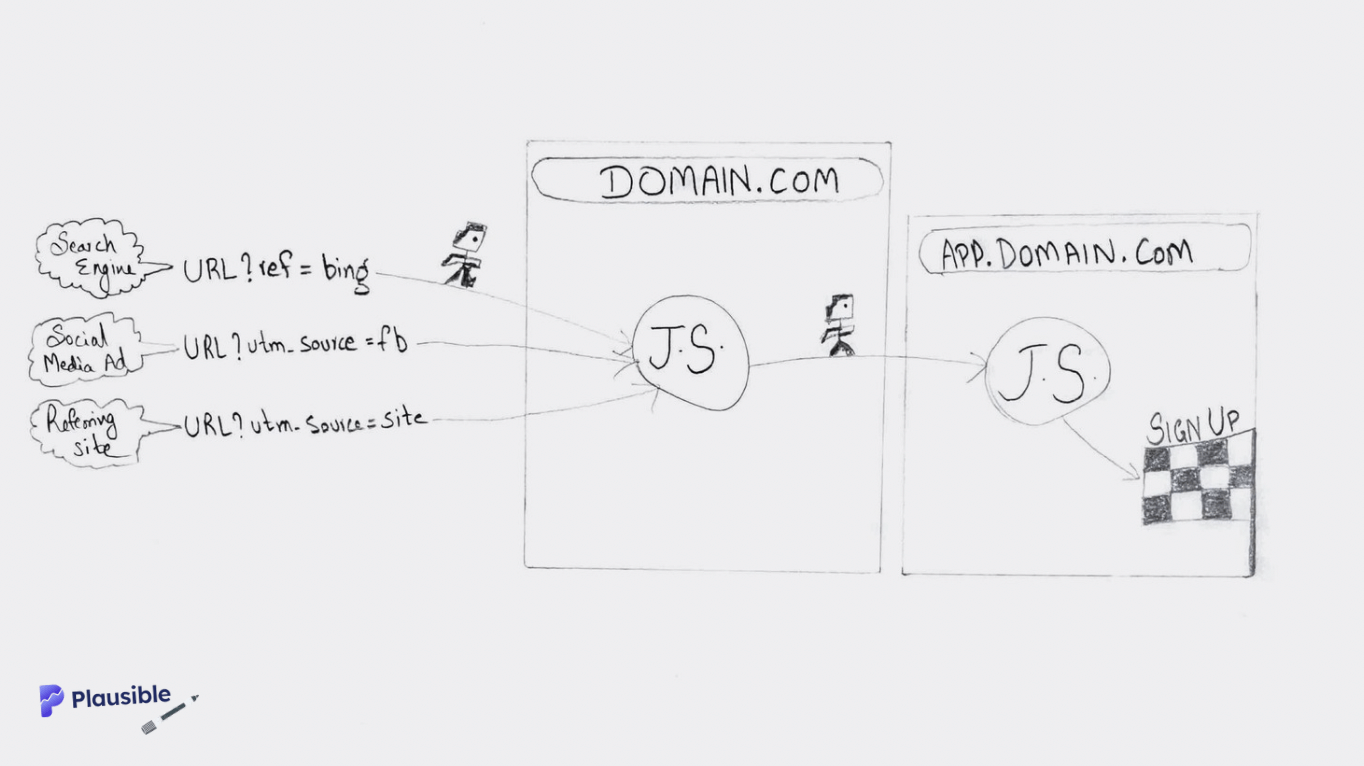 DOMAIN.COM
APP.DOMAIN.COM
Search
Engine
URL?ref = bing
Social
Media Ad
URL?utm_source =fb
Referring
site
URL?utm_source=site
J.S.
J.S.
SIGN UP
Plausible